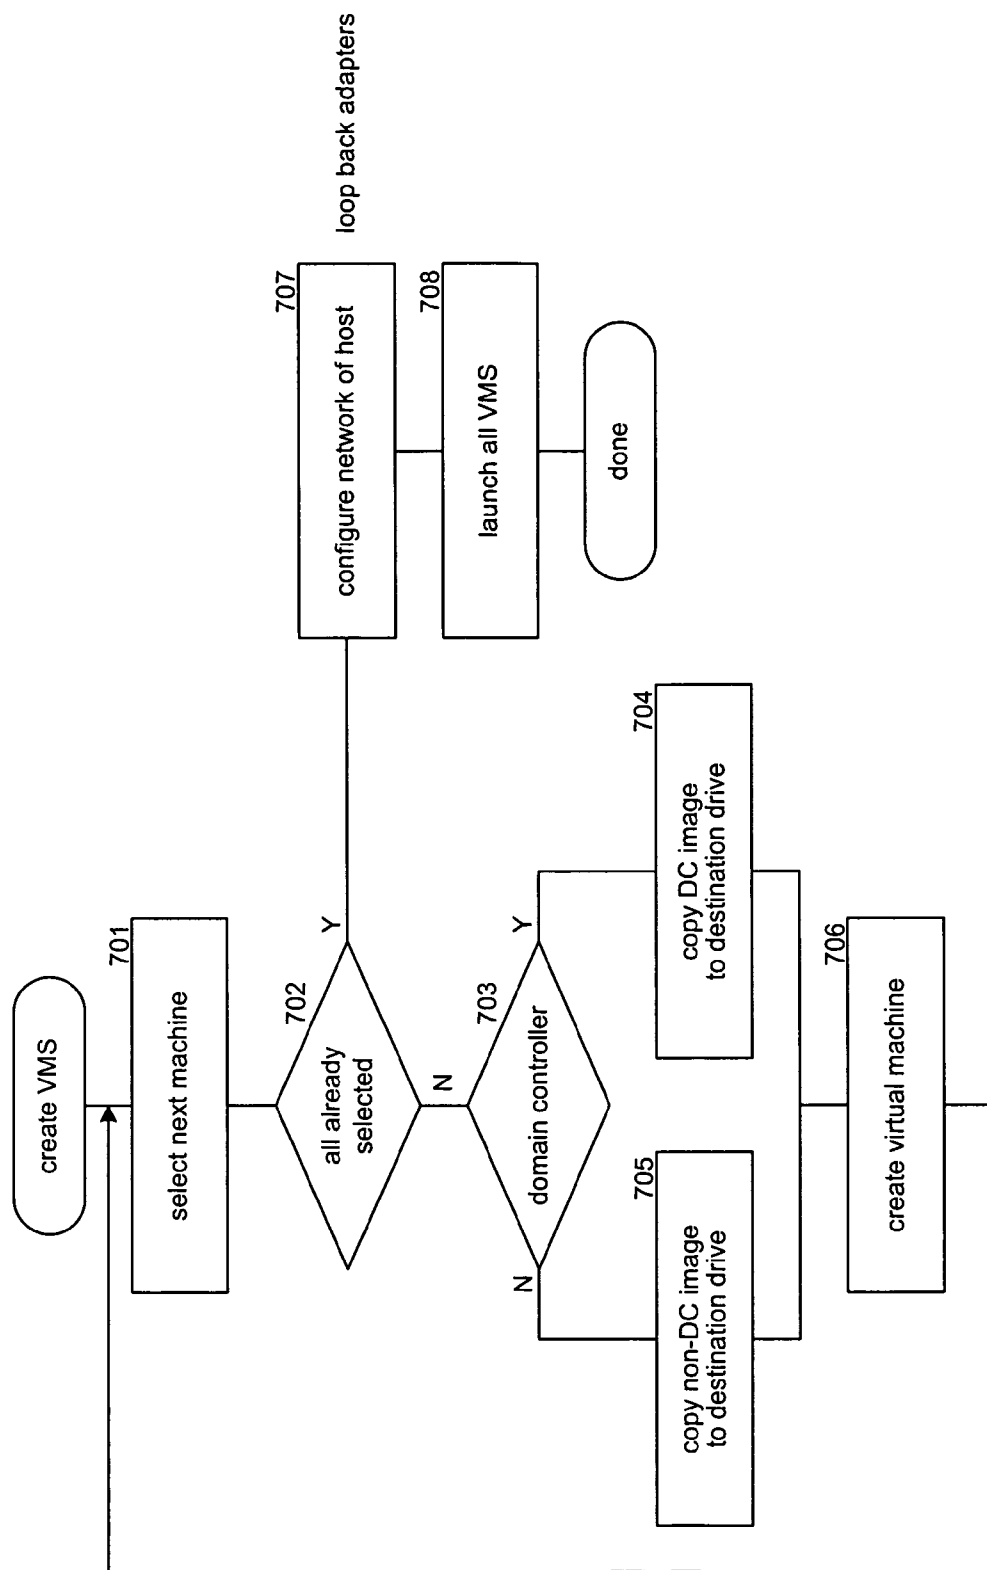 create VMS
701
select next machine
702
all already
selected
Y
N
707
configure network of host
loop back adapters
708
launch all VMS
done
703
domain controller
Y
N
704
copy DC image
to destination drive
705
copy non-DC image
to destination drive
706
create virtual machine